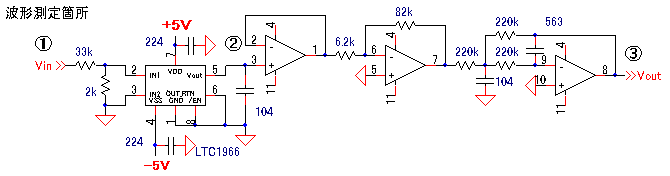 波形測定箇所
+5V
82k
220k
563
①
33k
224
②
③
Vin
2k
6.2k
220k
220k
Vout
2
3
IN1
VDD
Vout
IN2
OUT_RTN
VSS
GND
/EN
7
5
6
4
1
8
104
2
3
4
1
11
6
5
4
7
11
104
9
10
4
8
11
224
LTC1966
-5V